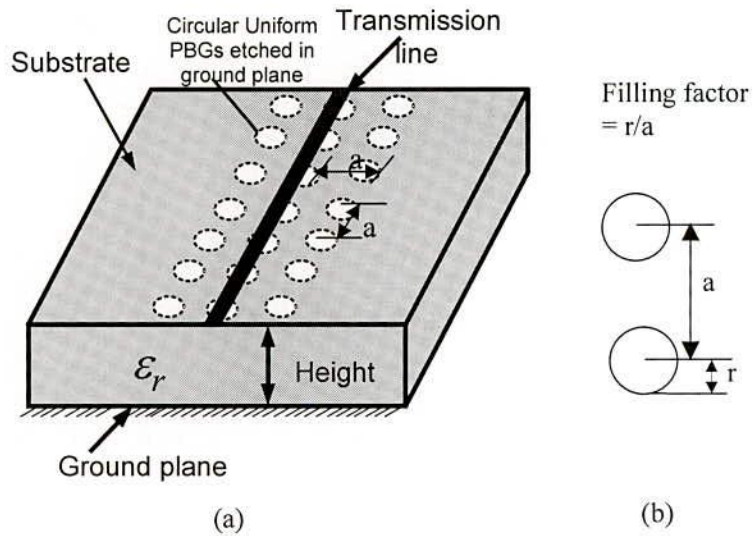 Circular Uniform
PBGs etched in
ground plane
Transmission
line
Substrate
a
a
εr
Height
Ground plane
(a)
Filling factor
= r/a
a
r
(b)